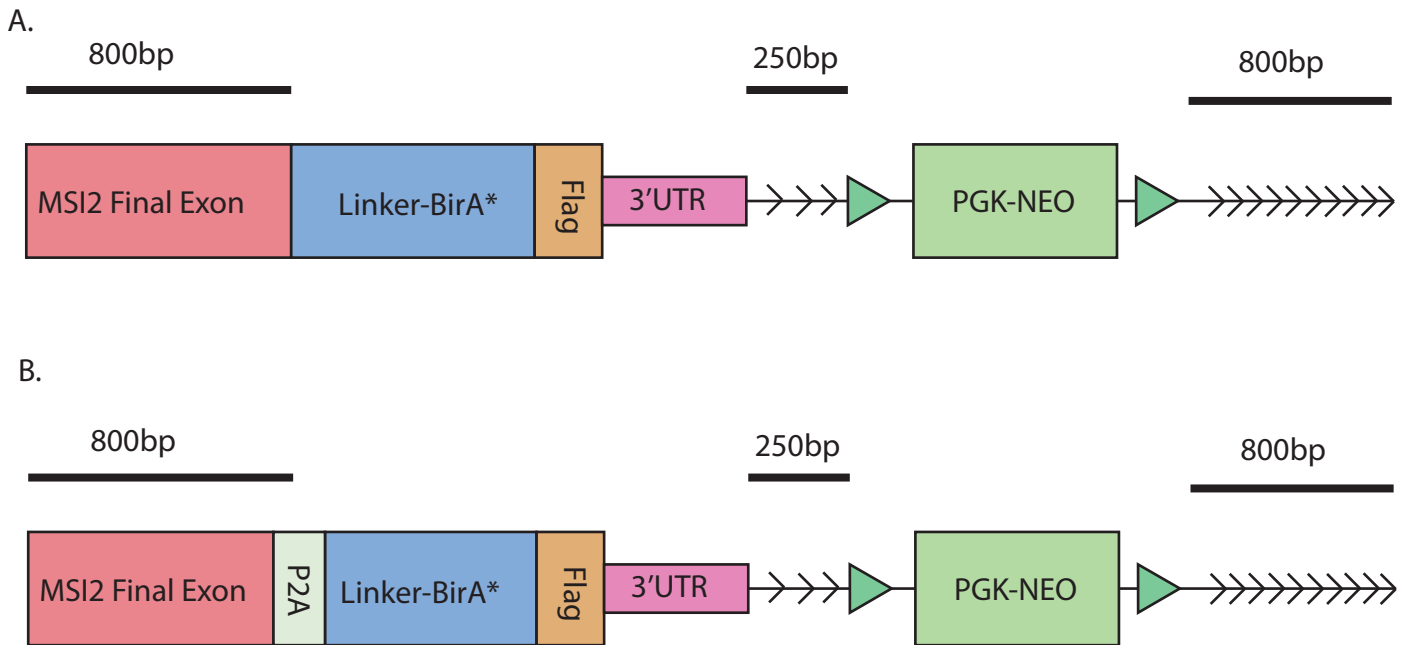 A.
800bp
250bp
800bp
MSI2 Final Exon
Linker-BirA*
Flag
3'UTR
PGK-NEO
B.
800bp
250bp
800bp
MSI2 Final Exon
P2A
Linker-BirA*
Flag
3'UTR
PGK-NEO